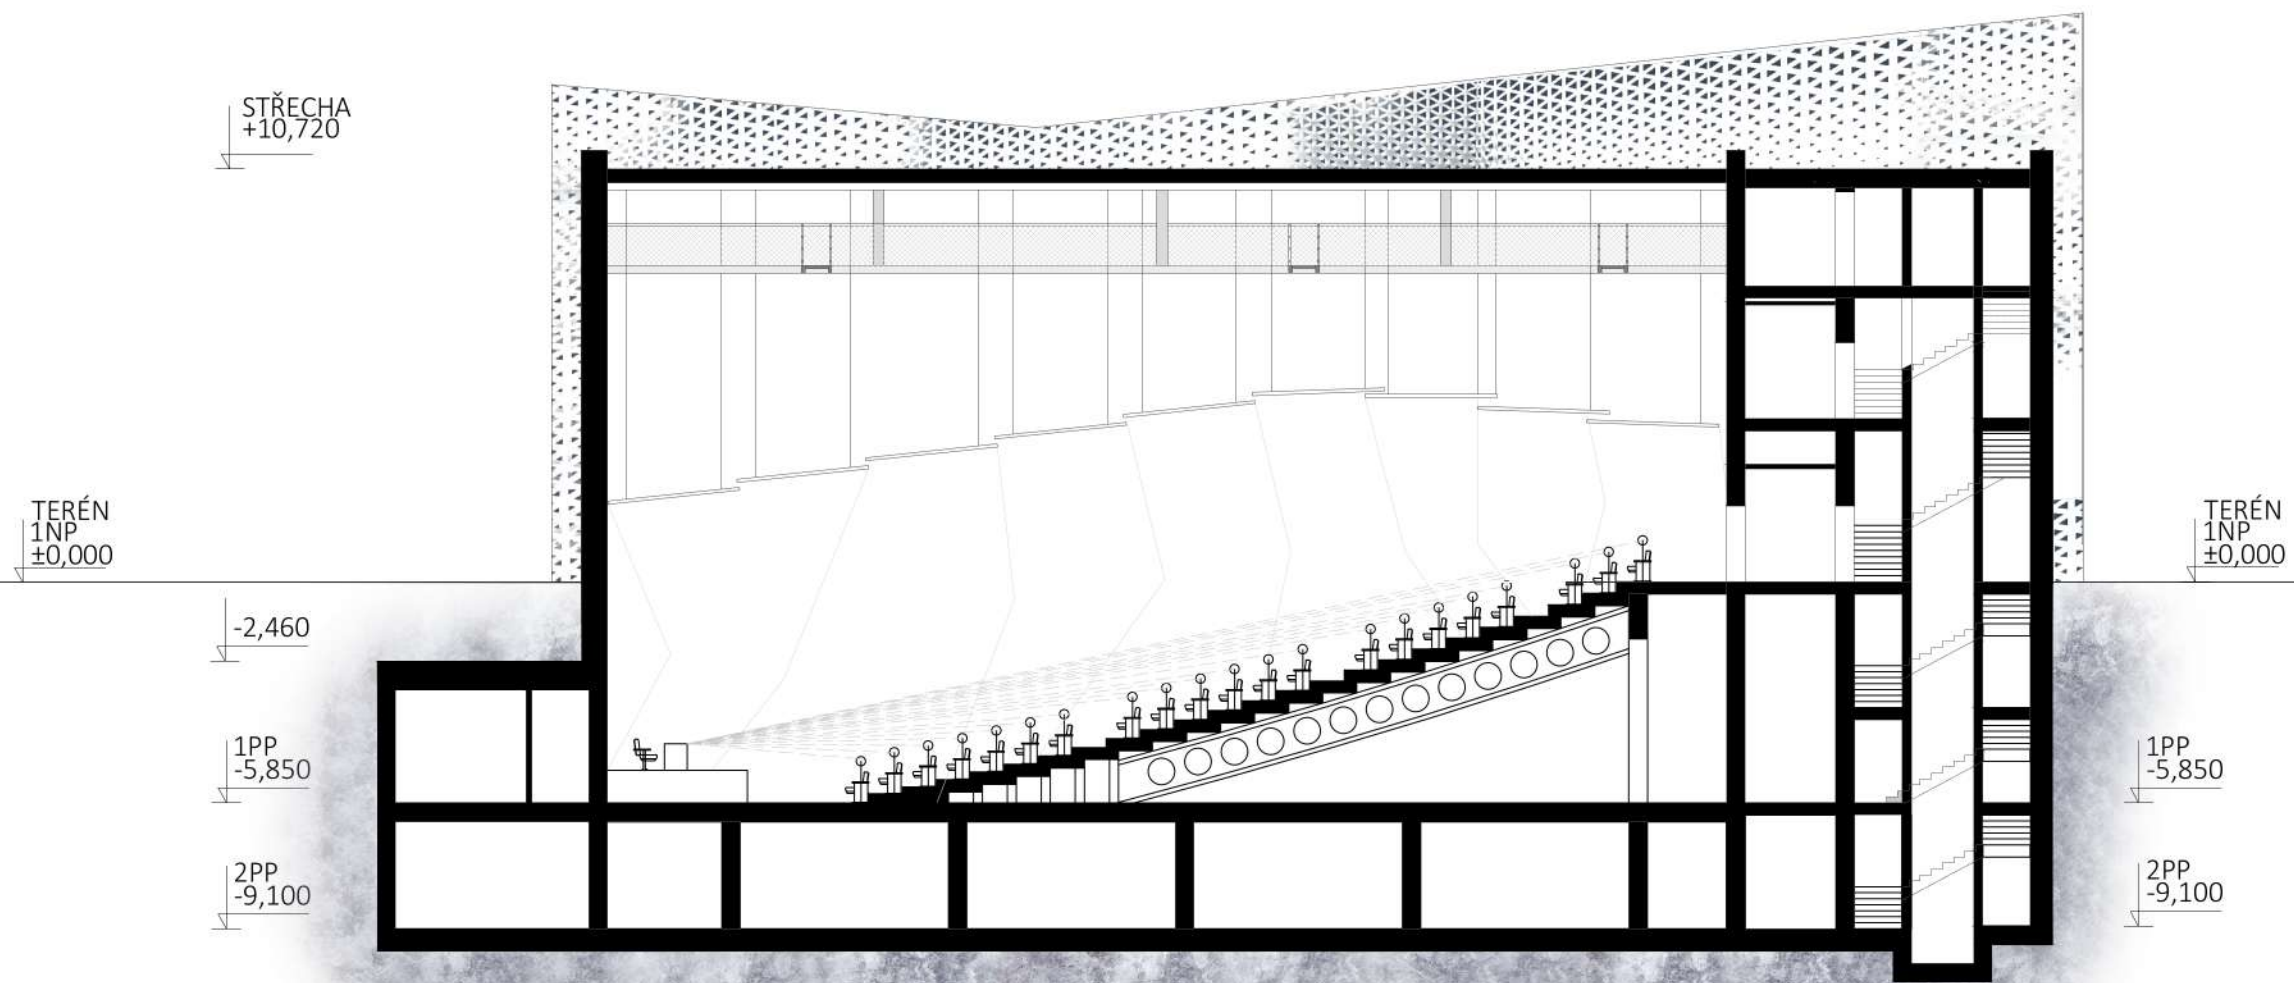 STŘECHA
+10,720
TERÉN
1NP
±0,000
TERÉN
1NP
±0,000
-2,460
1PP
-5,850
1PP
-5,850
2PP
-9,100
2PP
-9,100